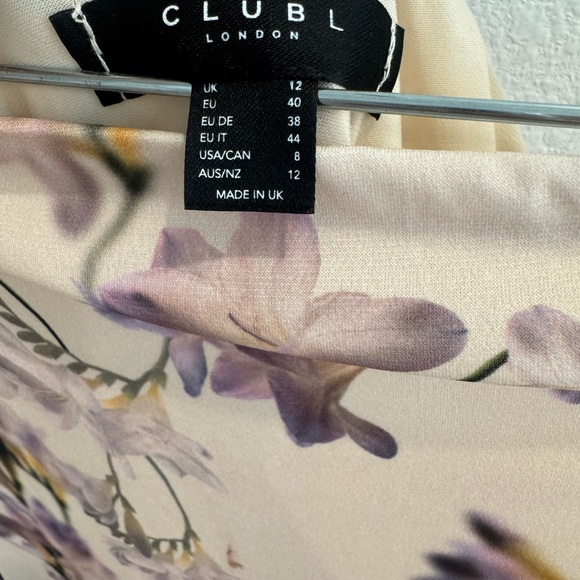 CLUB L
LONDON
UK 12
EU 40
EU DE 38
EU IT 44
USA/CAN 8
AUS/NZ 12
MADE IN UK